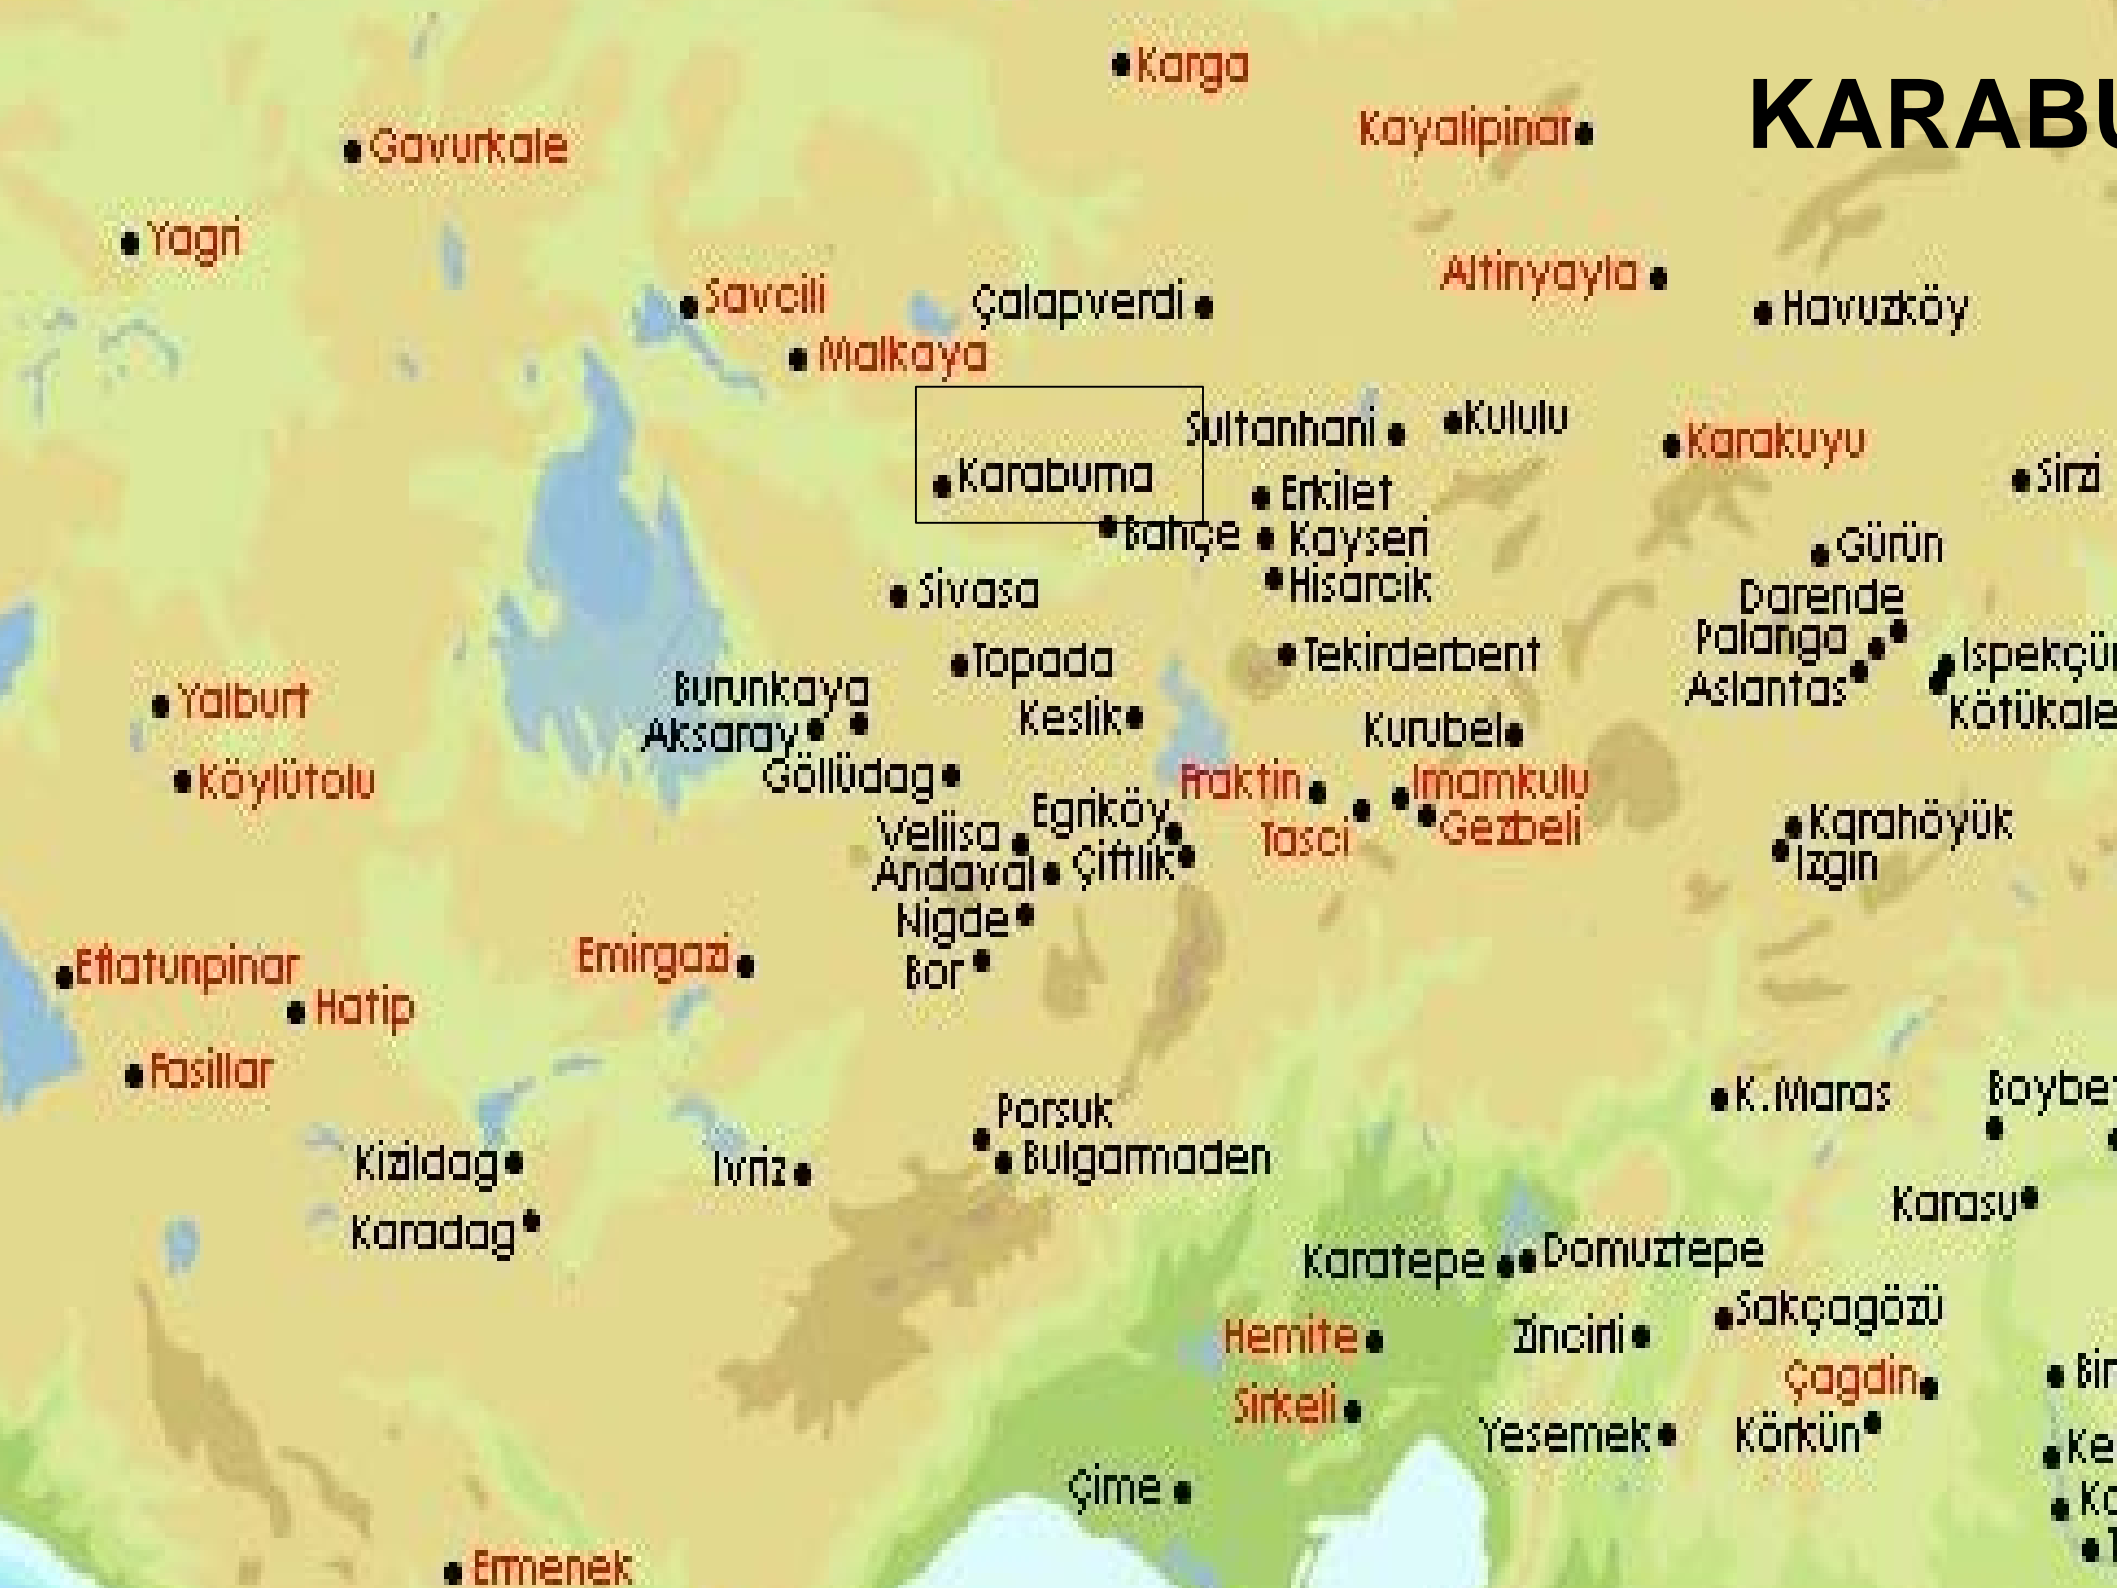 Karga
KARABU
Kayalipinar
Gavurkale
Yagri
Altinyayla
Savcili
Çalapverdi
Havuzköy
Malkaya
Sultanhani
Kululu
Karakuyu
Karabuma
Sirzi
Erkilet
Bahçe
Kayseri
Gürün
Hisarcik
Sivasa
Darende
Palanga
Tekirderbent
Topada
Burunkaya
Aslantas
Yalburt
Keslik
Kötükale
Aksaray
Kurubel
Göllüdag
Köylütolu
Fraktin
Imamkulu
Egriköy
Karahöyük
Veliisa
Tasci
Gezbeli
Çiftlik
Izgin
Andaval
Nigde
Emirgazi
Eflatunpinar
Bor
Hatip
Fasillar
K.Maras
Porsuk
Kizildag
Ivriz
Bulgarmaden
Karasu
Karadag
Karatepe
Domuztepe
Sakçagözü
Hemite
Zincirli
Çagdin
Sirkeli
Yesemek
Körkün
Çime
Ermenek